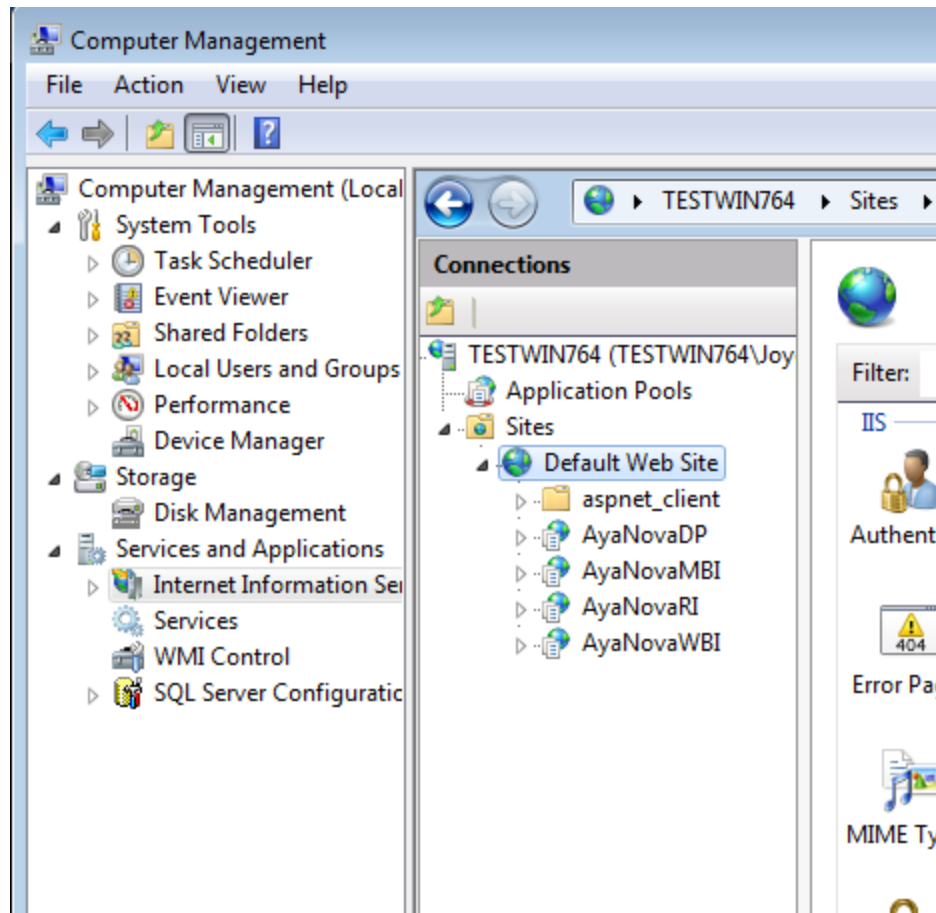 Computer Management
File Action View Help
Computer Management (Local
System Tools
Task Scheduler
Event Viewer
Shared Folders
Local Users and Groups
Performance
Device Manager
Storage
Disk Management
Services and Applications
Internet Information Ser
Services
WMI Control
SQL Server Configuratic
TESTWIN764 Sites
Connections
TESTWIN764 (TESTWIN764\Joy
Application Pools
Sites
Default Web Site
aspnet_client
AyaNovaDP
AyaNovaMBI
AyaNovaRI
AyaNovaWBI
Filter:
IIS
Authent
404
Error Pa
MIME Ty